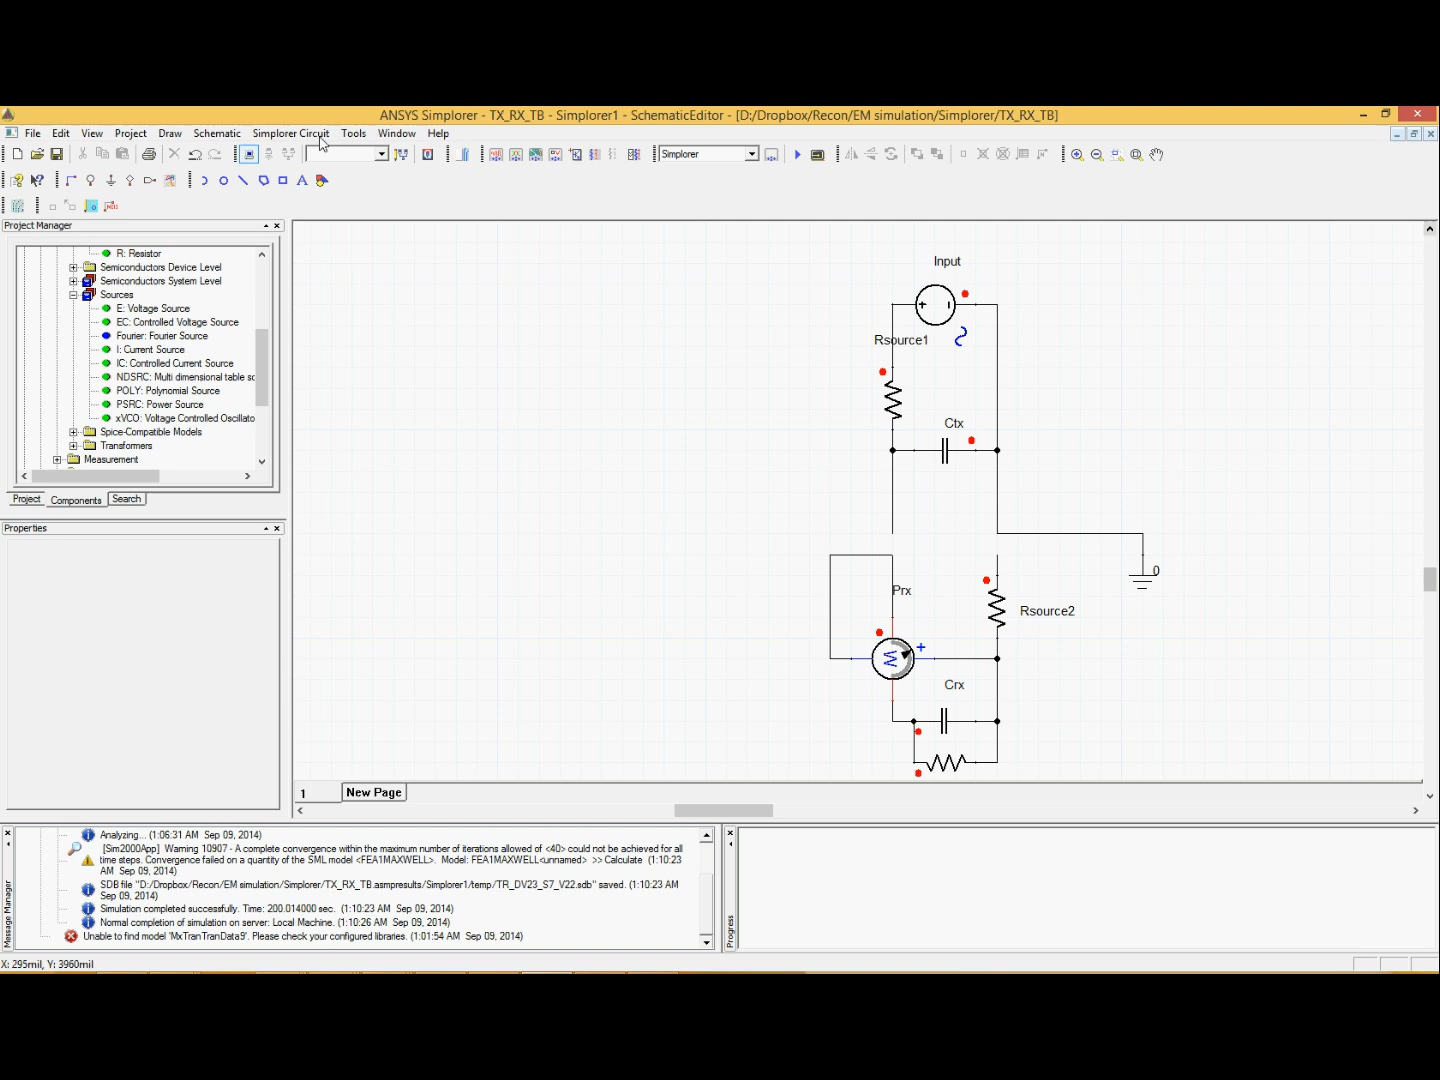 ANSYS Simplorer - TX_RX_TB - Simplorer1 - SchematicEditor - [D:/Dropbox/Recon/EM simulation/Simplorer/TX_RX_TB]
File Edit View Project Draw Schematic Simplorer Circuit Tools Window Help
Simplorer
Project Manager
R: Resistor
Semiconductors Device Level
Semiconductors System Level
Sources
E: Voltage Source
EC: Controlled Voltage Source
Fourier: Fourier Source
I: Current Source
IC: Controlled Current Source
NDSRC: Multi dimensional table sc
POLY: Polynomial Source
PSRC: Power Source
xVCO: Voltage Controlled Oscillato
Spice-Compatible Models
Transformers
Measurement
Project Components Search
Properties
Input
Rsource1
Ctx
0
Prx
Rsource2
W
+
Crx
1 New Page
Analyzing... (1:06:31 AM Sep 09, 2014)
[Sim2000App] Warning 10907 - A complete convergence within the maximum number of iterations allowed of <40> could not be achieved for all
time steps. Convergence failed on a quantity of the SML model <FEA1MAXWELL>. Model: FEA1MAXWELL<unnamed> >> Calculate (1:10:23
AM Sep 09, 2014)
SDB file "D:/Dropbox/Recon/EM simulation/Simplorer/TX_RX_TB.asmpresults/Simplorer1/temp/TR_DV23_S7_V22.sdb" saved. (1:10:23 AM
Sep 09, 2014)
Simulation completed successfully. Time: 200.014000 sec. (1:10:23 AM Sep 09, 2014)
Normal completion of simulation on server: Local Machine. (1:10:26 AM Sep 09, 2014)
Unable to find model 'MxTranTranData9'. Please check your configured libraries. (1:01:54 AM Sep 09, 2014)
Message Manager
Progress
X: 295mil, Y: 3960mil